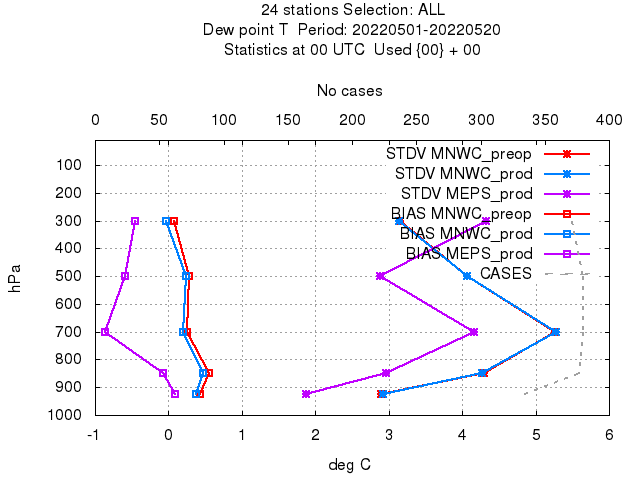 24 stations Selection: ALL
Dew point T  Period: 20220501-20220520
Statistics at 00 UTC  Used {00} + 00
No cases
0 50 100 150 200 250 300 350 400
STDV MNWC_preop
STDV MNWC_prod
STDV MEPS_prod
BIAS MNWC_preop
BIAS MNWC_prod
BIAS MEPS_prod
CASES
100
200
300
400
500
600
700
800
900
1000
hPa
-1 0 1 2 3 4 5 6
deg C